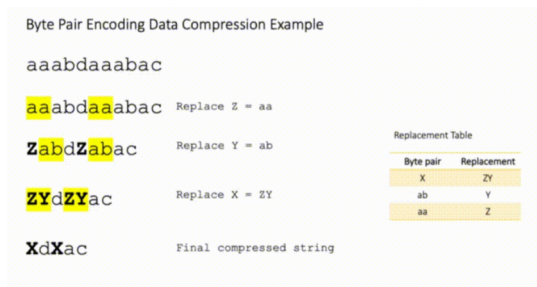 Byte Pair Encoding Data Compression Example
aaabdaaabac
aaabdaaabac Replace Z = aa
ZabdZabac Replace Y = ab
ZYdZYac Replace X = ZY
XdXac Final compressed string
Replacement Table
Byte pair Replacement
X ZY
ab Y
aa Z